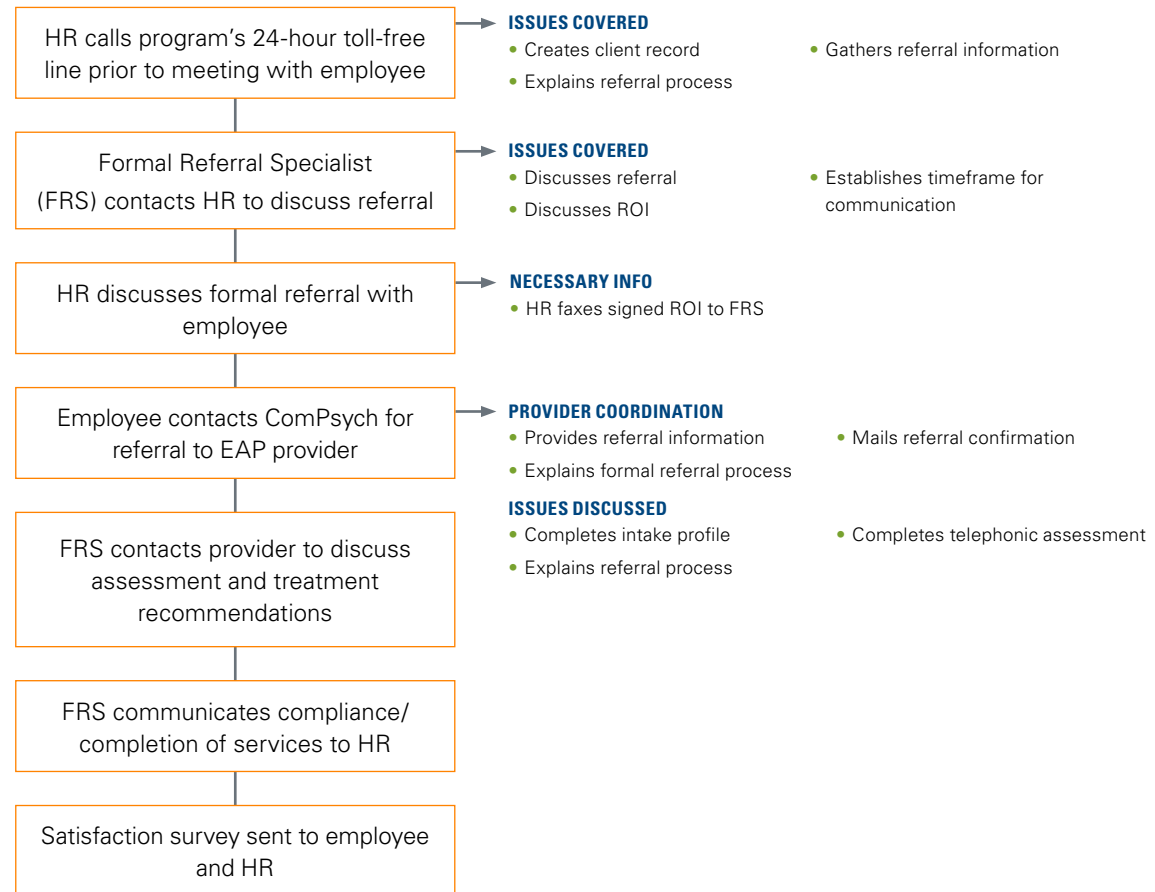 HR calls program's 24-hour toll-free
line prior to meeting with employee
ISSUES COVERED
• Creates client record
• Explains referral process
• Gathers referral information
Formal Referral Specialist
(FRS) contacts HR to discuss referral
ISSUES COVERED
• Discusses referral
• Discusses ROI
• Establishes timeframe for
communication
HR discusses formal referral with
employee
NECESSARY INFO
• HR faxes signed ROI to FRS
Employee contacts ComPsych for
referral to EAP provider
PROVIDER COORDINATION
• Provides referral information
• Explains formal referral process
• Mails referral confirmation
ISSUES DISCUSSED
• Completes intake profile
• Explains referral process
• Completes telephonic assessment
FRS contacts provider to discuss
assessment and treatment
recommendations
FRS communicates compliance/
completion of services to HR
Satisfaction survey sent to employee
and HR